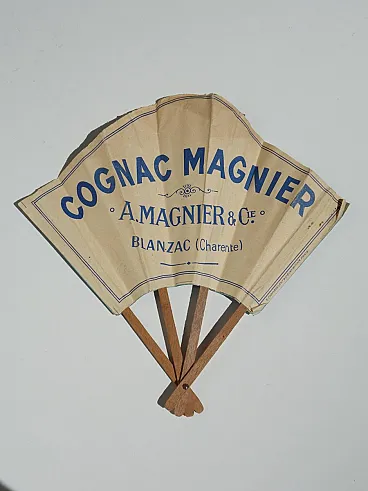 COGNAC MAGNIER
A. MAGNIER & CIE.
BLANZAC (Charente)